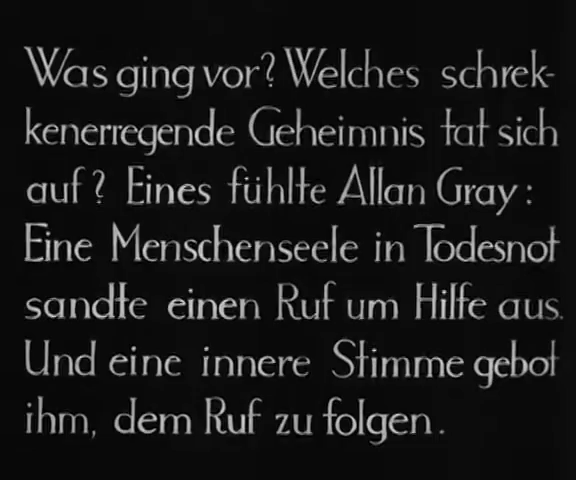 Was ging vor? Welches schrek-
kenerregende Geheimnis tat sich
auf? Eines fühlte Allan Gray:
Eine Menschenseele in Todesnot
sandte einen Ruf um Hilfe aus.
Und eine innere Stimme gebot
ihm, dem Ruf zu folgen.